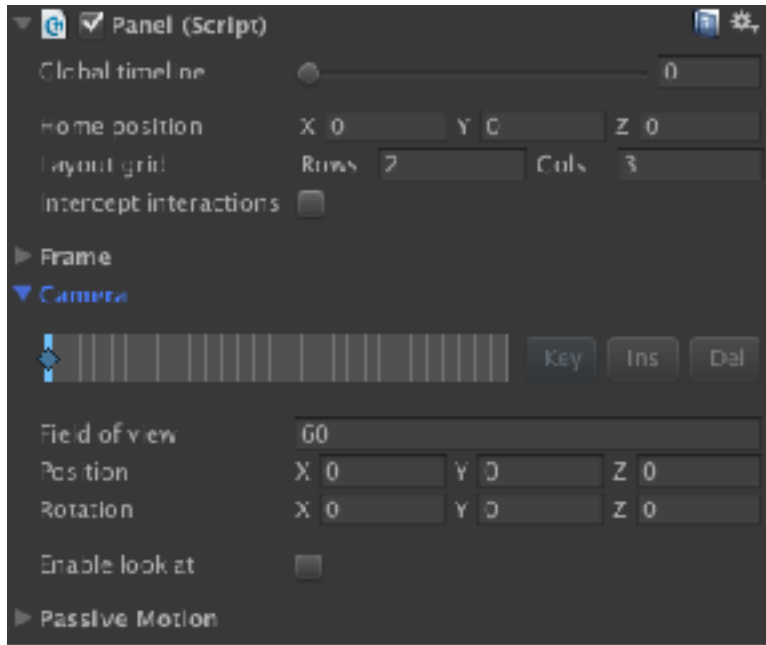 Panel (Script)
Global timeline 0
Home position X 0 Y 0 Z 0
Layout grid Rows 2 Cols 3
Intercept interactions
Frame
Camera
Key Ins Del
Field of view 60
Position X 0 Y 0 Z 0
Rotation X 0 Y 0 Z 0
Enable look at
Passive Motion